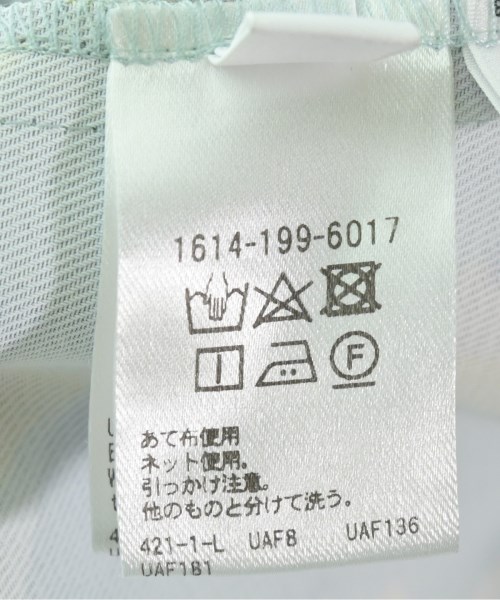 1614-199-6017
F
あて布使用
ネット使用。
引っかけ注意。
他のものと分けて洗う。
421-1-L UAF8 UAF136
UAF181